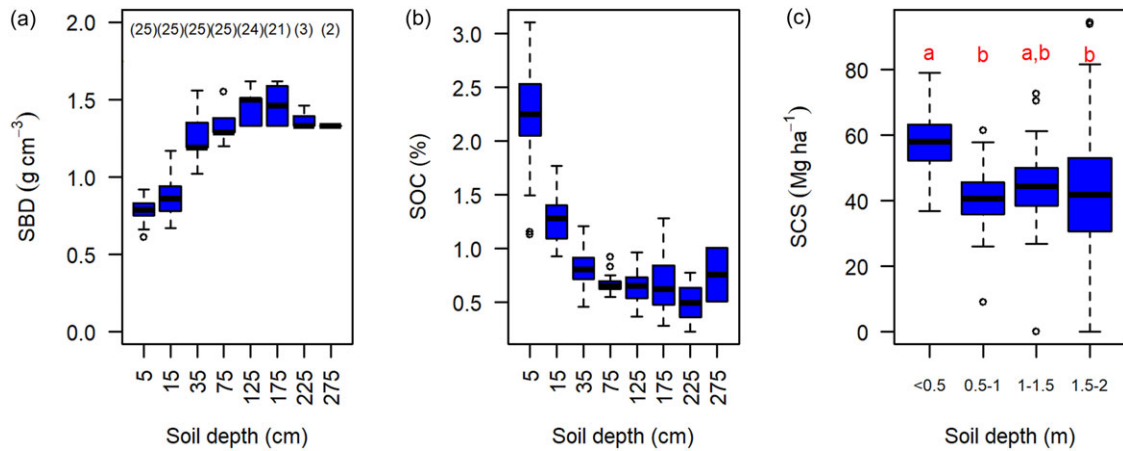 (a)
SBD (g cm⁻³)
2.0
1.5
1.0
0.5
0.0
(25)(25)(25)(25)(24)(21) (3) (2)
5 15 35 75 125 175 225 275
Soil depth (cm)
(b)
SOC (%)
3.0
2.5
2.0
1.5
1.0
0.5
5 15 35 75 125 175 225 275
Soil depth (cm)
(c)
SCS (Mg ha⁻¹)
80
60
40
20
0
a b a,b b
<0.5 0.5-1 1-1.5 1.5-2
Soil depth (m)